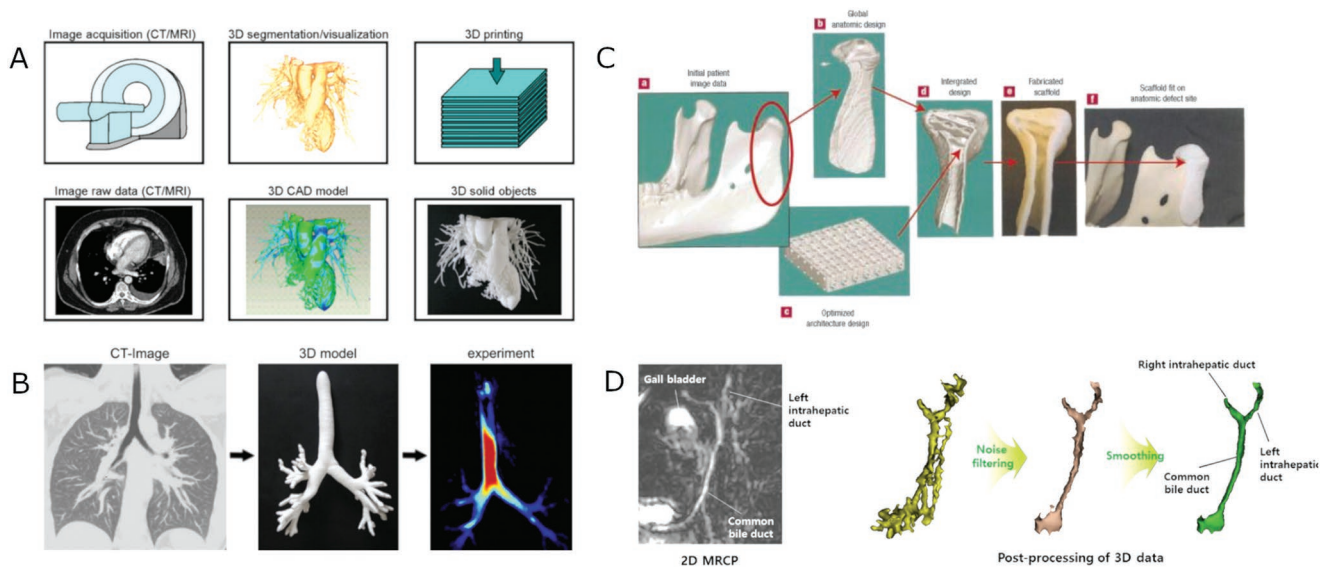 A
Image acquisition (CT/MRI)
3D segmentation/visualization
3D printing
Image raw data (CT/MRI)
3D CAD model
3D solid objects
B
CT-Image
3D model
experiment
C
a
Initial patient
image data
b
Global
anatomic design
c
Optimized
architecture design
d
Intergrated
design
e
Fabricated
scaffold
f
Scaffold fit on
anatomic defect site
D
Gall bladder
Left
intrahepatic
duct
Common
bile duct
2D MRCP
Noise
filtering
Smoothing
Right intrahepatic duct
Common
bile duct
Left
intrahepatic
duct
Post-processing of 3D data